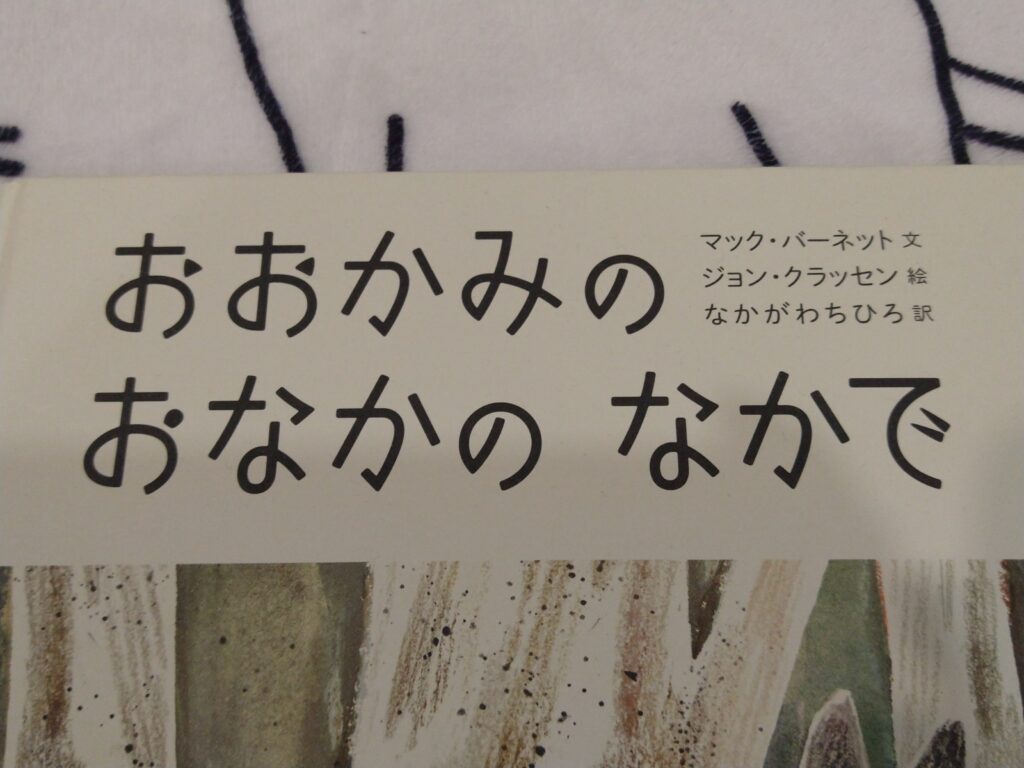 おおかみの
おなかの なかで
マック・バーネット 文
ジョン・クラッセン 絵
なかがわちひろ 訳